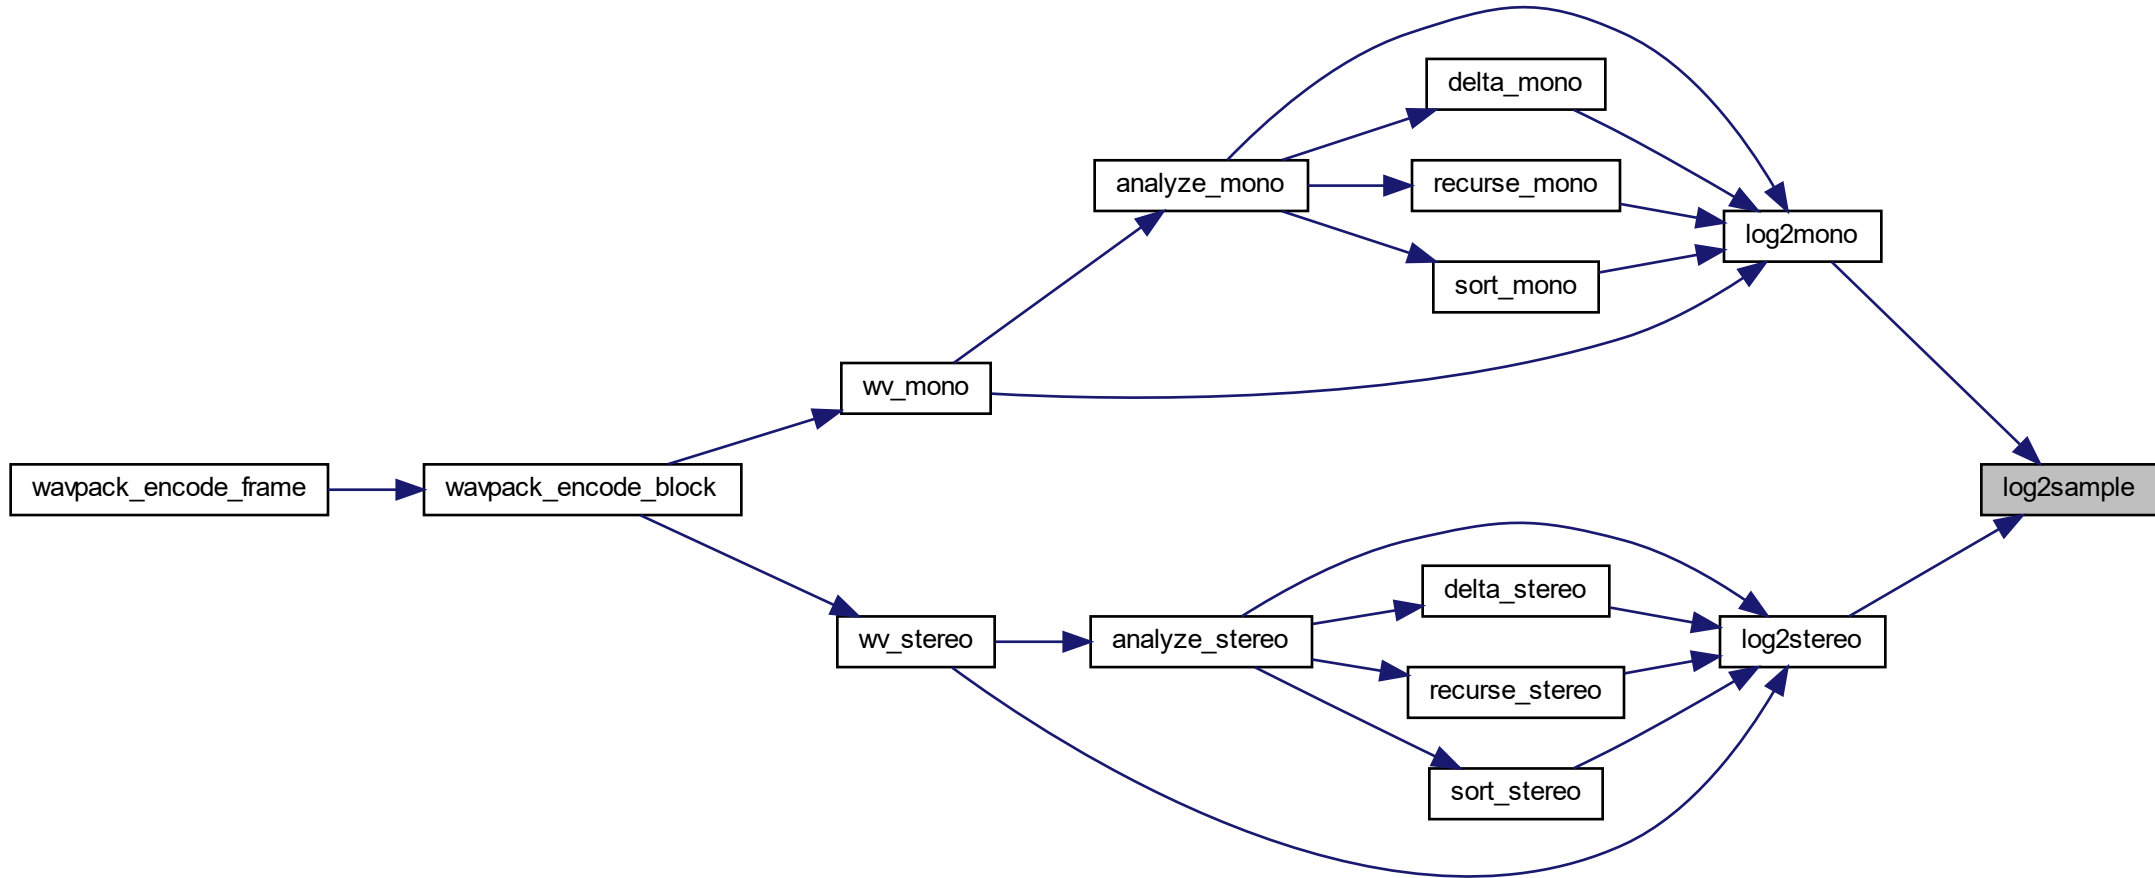 delta_mono
analyze_mono
recurse_mono
log2mono
sort_mono
wv_mono
wavpack_encode_frame
wavpack_encode_block
log2sample
delta_stereo
wv_stereo
analyze_stereo
log2stereo
recurse_stereo
sort_stereo